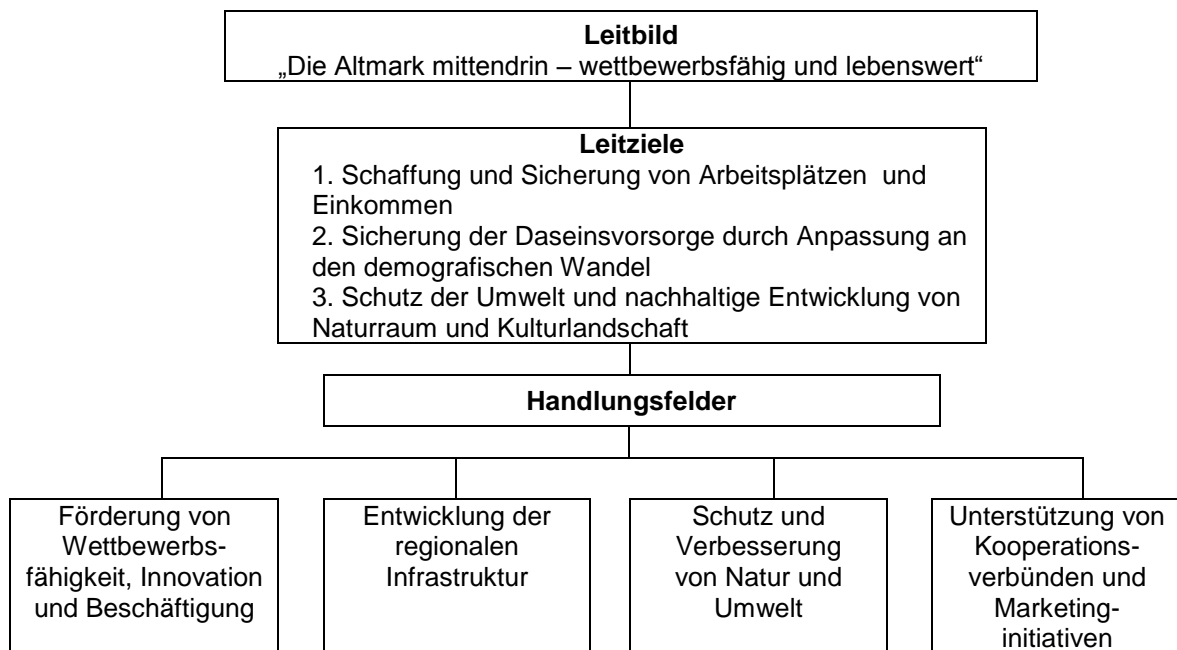 Leitbild
„Die Altmark mittendrin – wettbewerbsfähig und lebenswert“
Leitziele
1. Schaffung und Sicherung von Arbeitsplätzen und
Einkommen
2. Sicherung der Daseinsvorsorge durch Anpassung an
den demografischen Wandel
3. Schutz der Umwelt und nachhaltige Entwicklung von
Naturraum und Kulturlandschaft
Handlungsfelder
Förderung von
Wettbewerbs-
fähigkeit, Innovation
und Beschäftigung
Entwicklung der
regionalen
Infrastruktur
Schutz und
Verbesserung
von Natur und
Umwelt
Unterstützung von
Kooperations-
verbünden und
Marketing-
initiativen